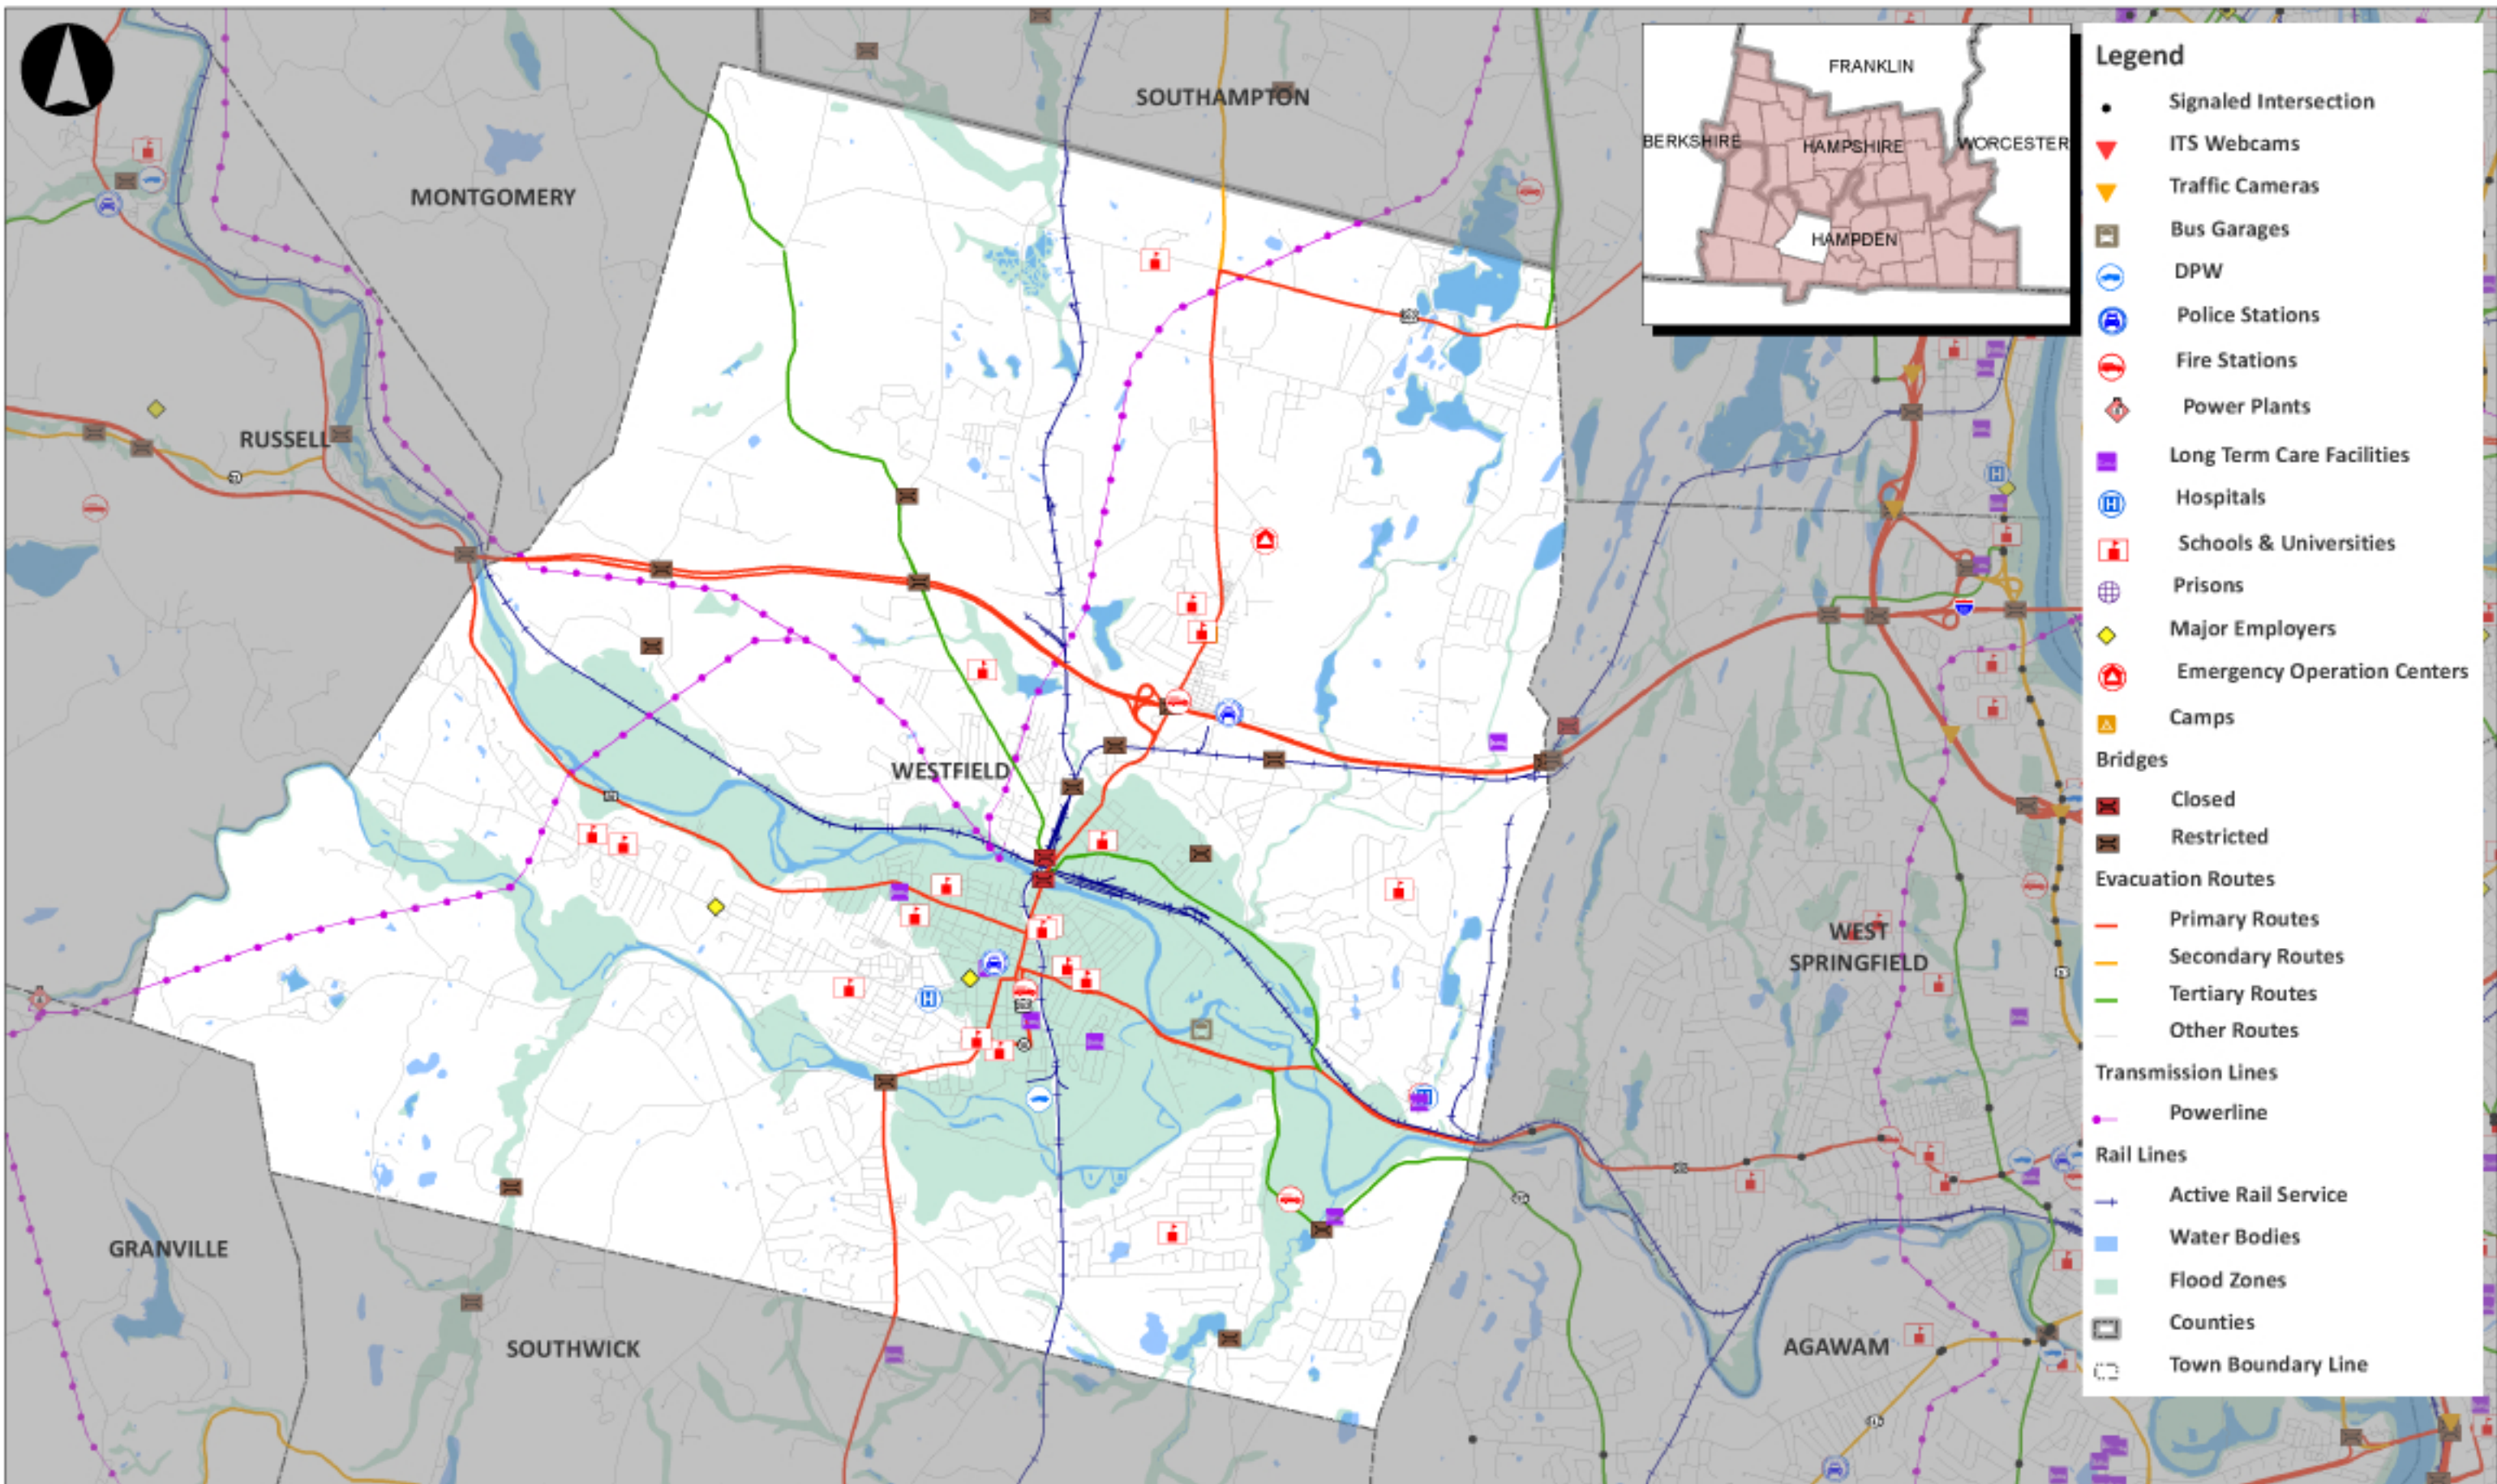 SOUTHAMPTON
MONTGOMERY
RUSSELL
WESTFIELD
WEST
SPRINGFIELD
GRANVILLE
SOUTHWICK
AGAWAM
FRANKLIN
BERKSHIRE
HAMPSHIRE
WORCESTER
HAMPDEN
Legend
Signaled Intersection
ITS Webcams
Traffic Cameras
Bus Garages
DPW
Police Stations
Fire Stations
Power Plants
Long Term Care Facilities
Hospitals
Schools & Universities
Prisons
Major Employers
Emergency Operation Centers
Camps
Bridges
Closed
Restricted
Evacuation Routes
Primary Routes
Secondary Routes
Tertiary Routes
Other Routes
Transmission Lines
Powerline
Rail Lines
Active Rail Service
Water Bodies
Flood Zones
Counties
Town Boundary Line